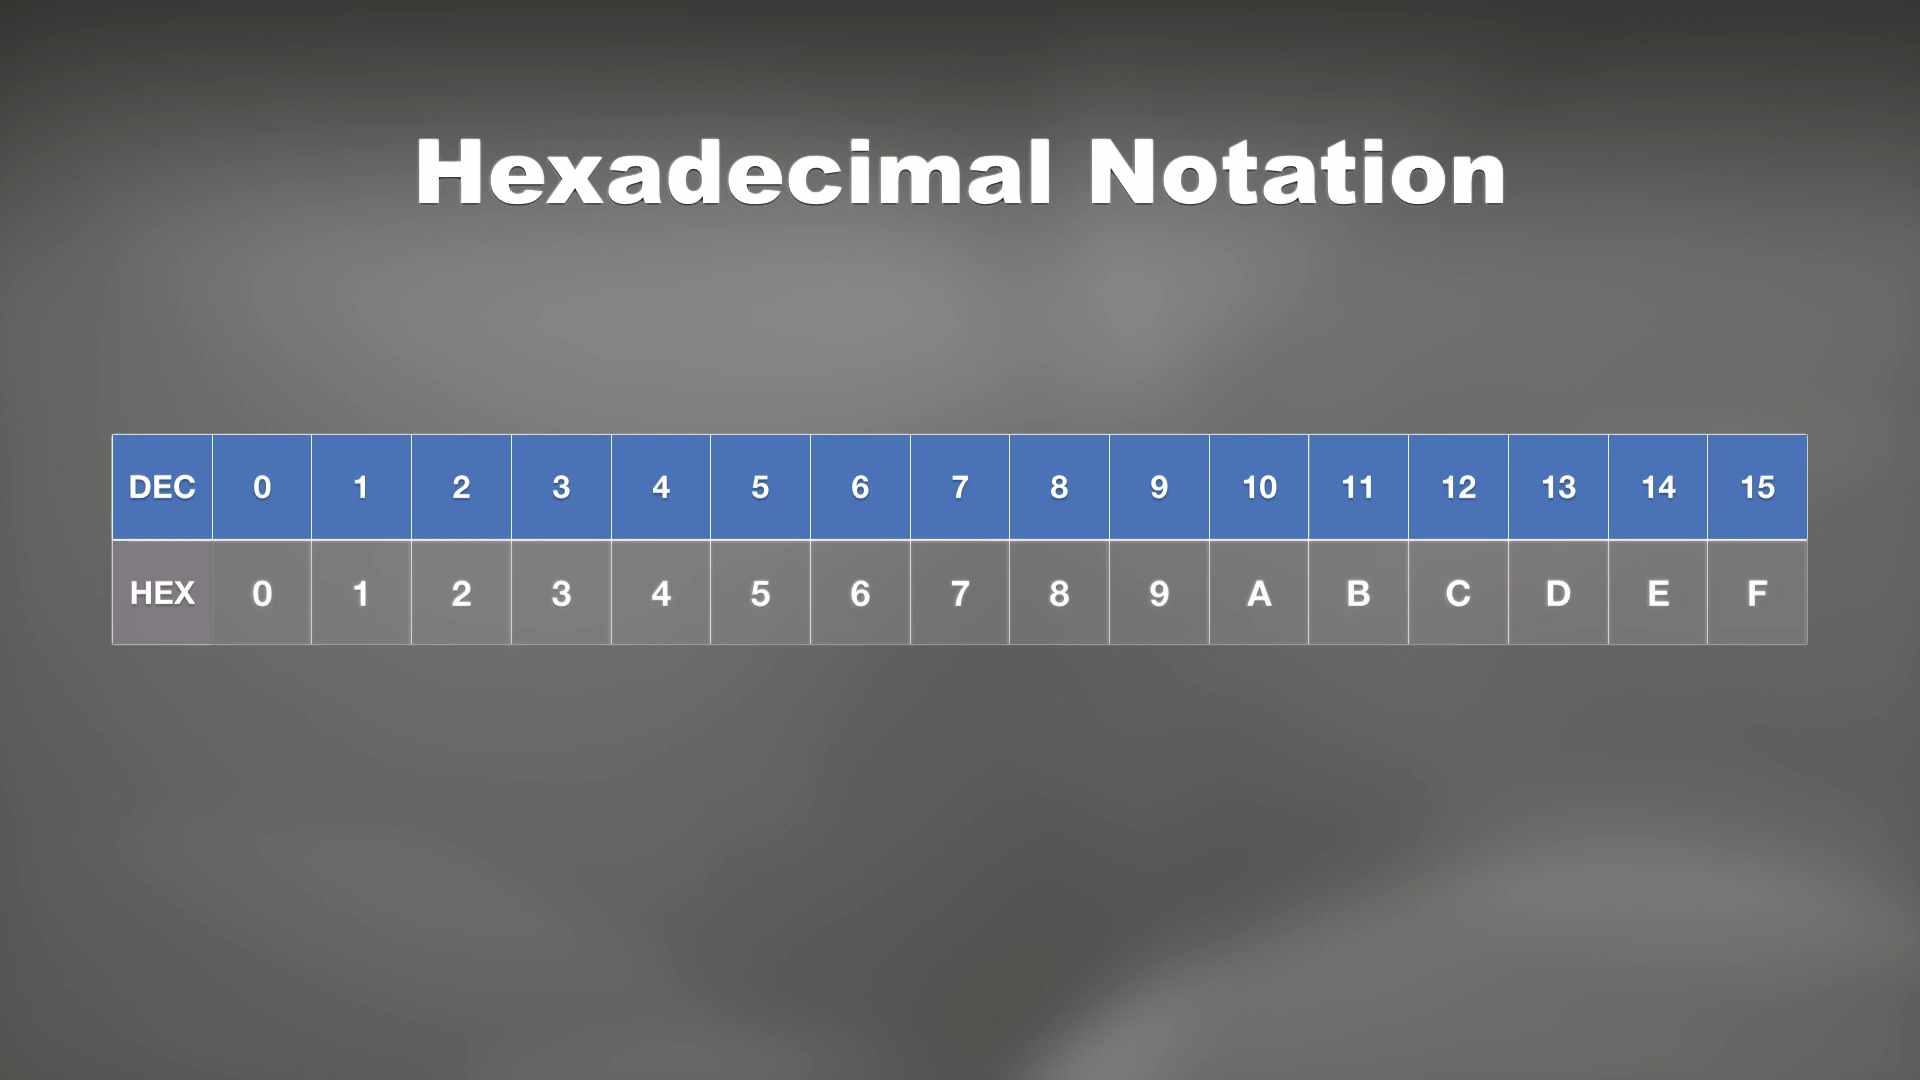 Hexadecimal Notation
DEC 0 1 2 3 4 5 6 7 8 9 10 11 12 13 14 15
HEX 0 1 2 3 4 5 6 7 8 9 A B C D E F